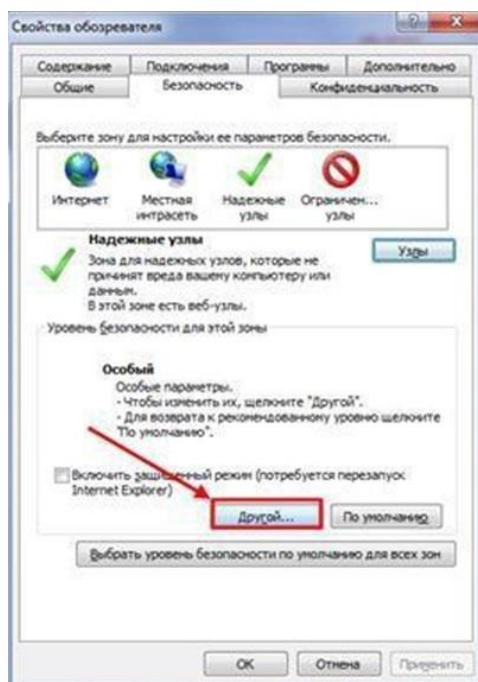 Свойства обозревателя
Содержание Подключения Программы Дополнительно
Общие Безопасность Конфиденциальность
Выберите зону для настройки ее параметров безопасности.
Интернет Местная интрасеть Надежные узлы Ограничен... узлы
Надежные узлы
Узлы
Зона для надежных узлов, которые не
причинят вреда вашему компьютеру или
данным.
В этой зоне есть веб-узлы.
Уровень безопасности для этой зоны
Особый
Особые параметры.
- Чтобы изменить их, щелкните "Другой".
- Для возврата к рекомендованному уровню щелкните
"По умолчанию".
Включить защищенный режим (потребуется перезапуск
Internet Explorer)
Другой... По умолчанию
Выбрать уровень безопасности по умолчанию для всех зон
ОК Отмена Применить